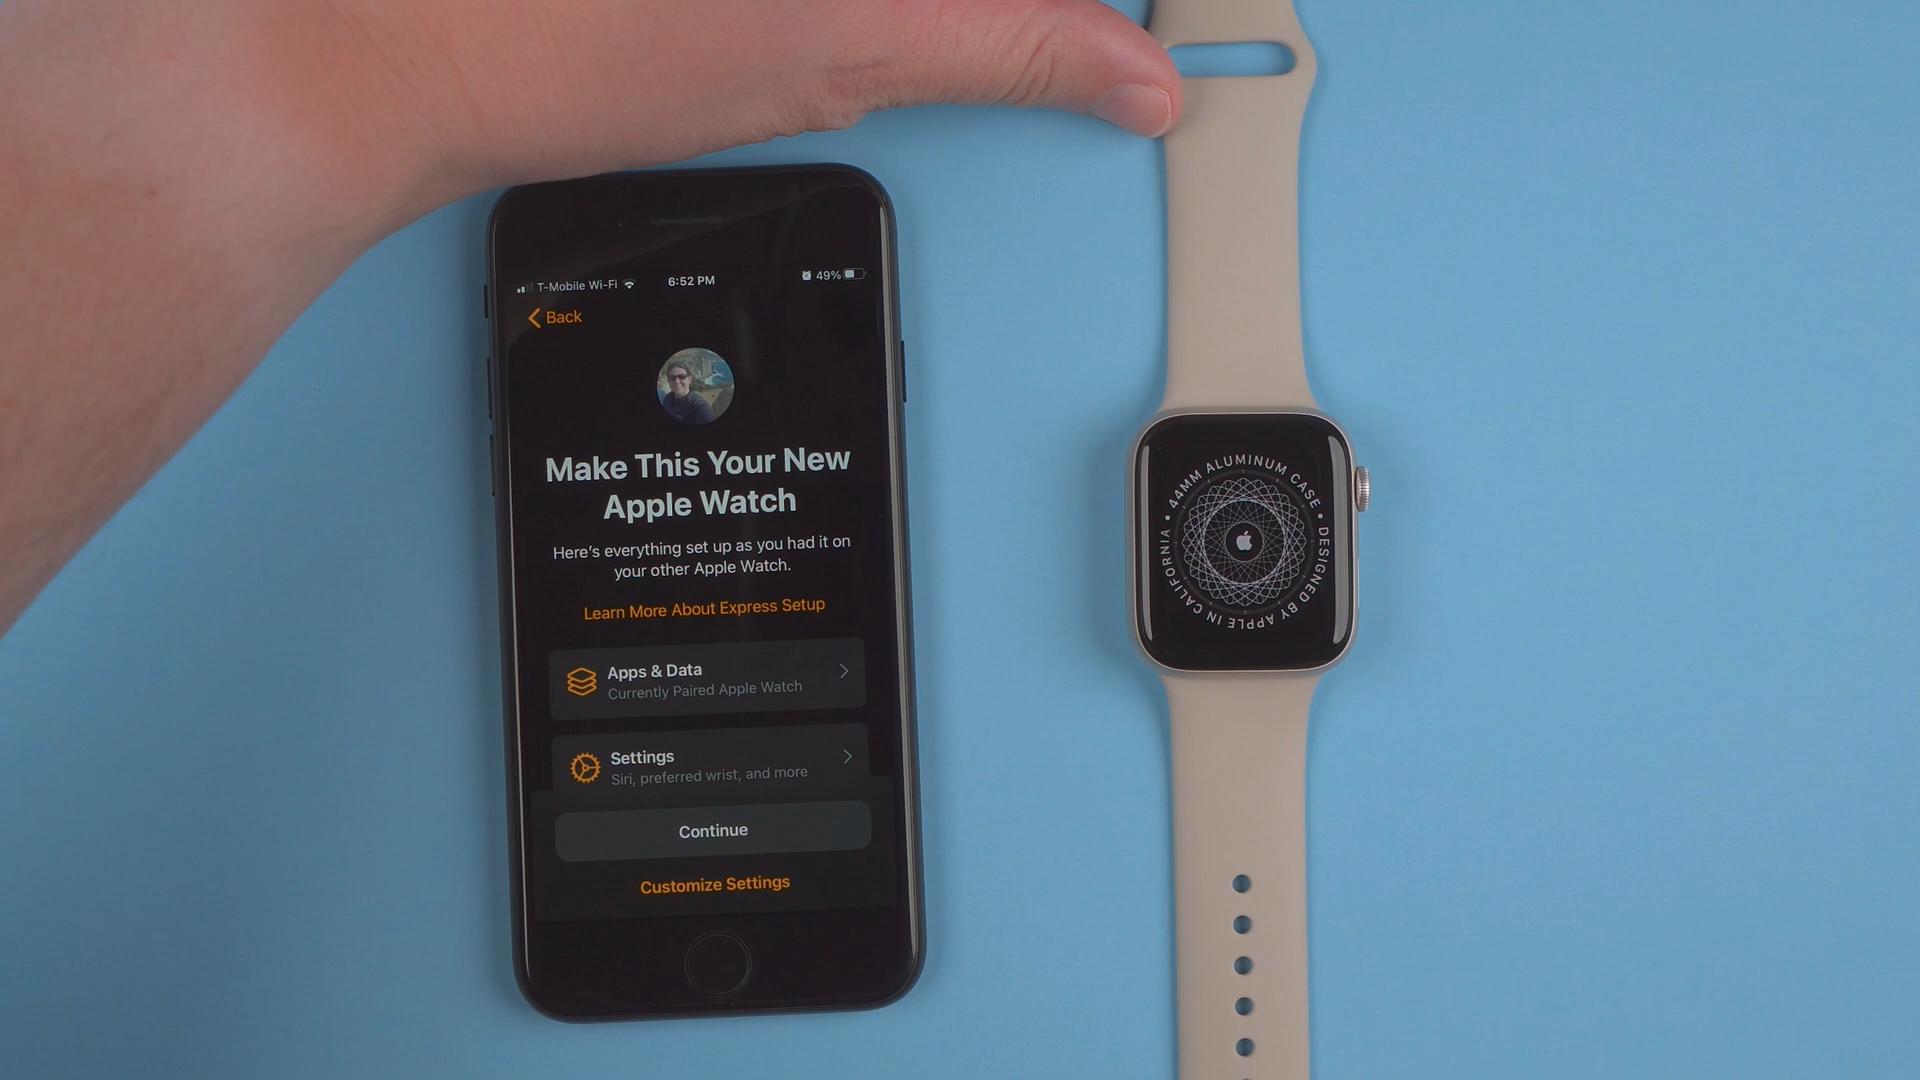 T-Mobile Wi-Fi 6:52 PM 49%
Back
Make This Your New
Apple Watch
Here's everything set up as you had it on
your other Apple Watch.
Learn More About Express Setup
Apps & Data
Currently Paired Apple Watch
Settings
Siri, preferred wrist, and more
Continue
Customize Settings
• 44MM ALUMINUM CASE • DESIGNED BY APPLE IN CALIFORNIA